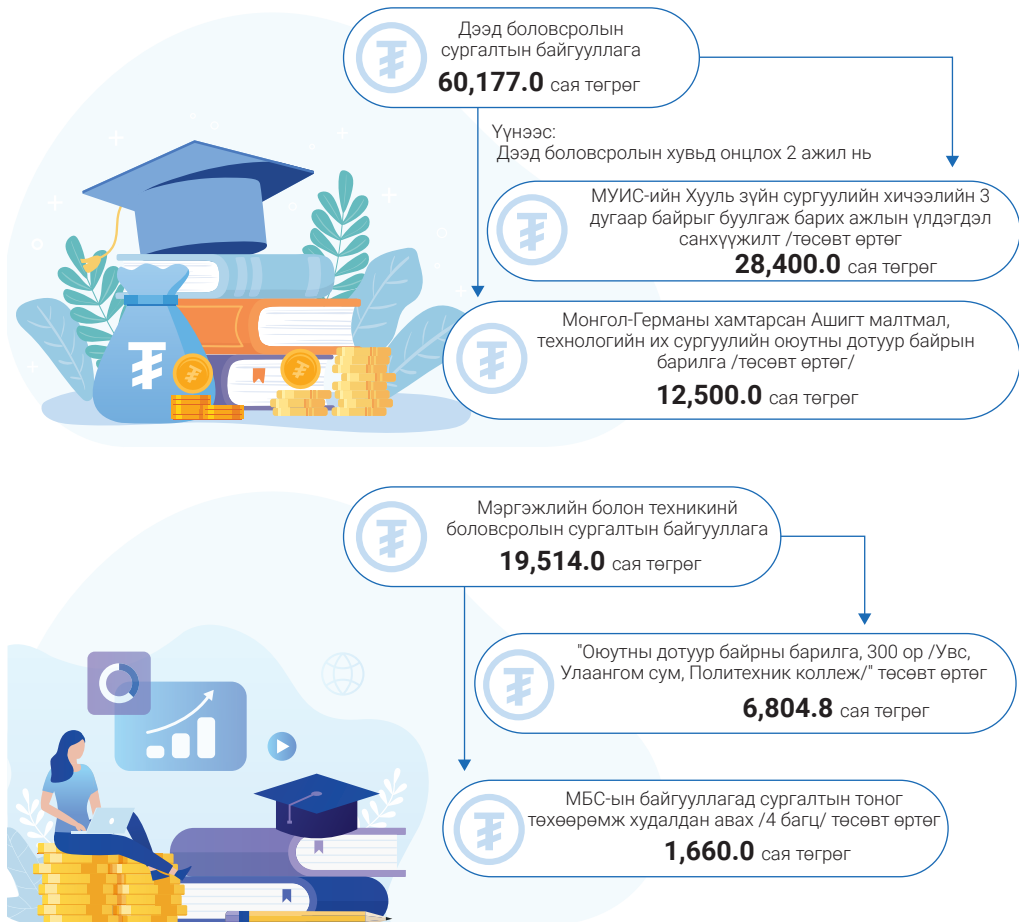 Дээд боловсролын
сургалтын байгууллага
60,177.0 сая төгрөг
Үүнээс:
Дээд боловсролын хувьд онцлох 2 ажил нь
МУИС-ийн Хууль зүйн сургуулийн хичээлийн 3
дугаар байрыг буулгаж барих ажлын үлдэгдэл
санхүүжилт /төсөвт өртөг
28,400.0 сая төгрөг
Монгол-Германы хамтарсан Ашигт малтмал,
технологийн их сургуулийн оюутны дотуур байрын
барилга /төсөвт өртөг/
12,500.0 сая төгрөг
Мэргэжлийн болон техникинй
боловсролын сургалтын байгууллага
19,514.0 сая төгрөг
"Оюутны дотуур байрны барилга, 300 ор /Увс,
Улаангом сум, Политехник коллеж/" төсөвт өртөг
6,804.8 сая төгрөг
МБС-ын байгууллагад сургалтын тоног
төхөөрөмж худалдан авах /4 багц/ төсөвт өртөг
1,660.0 сая төгрөг